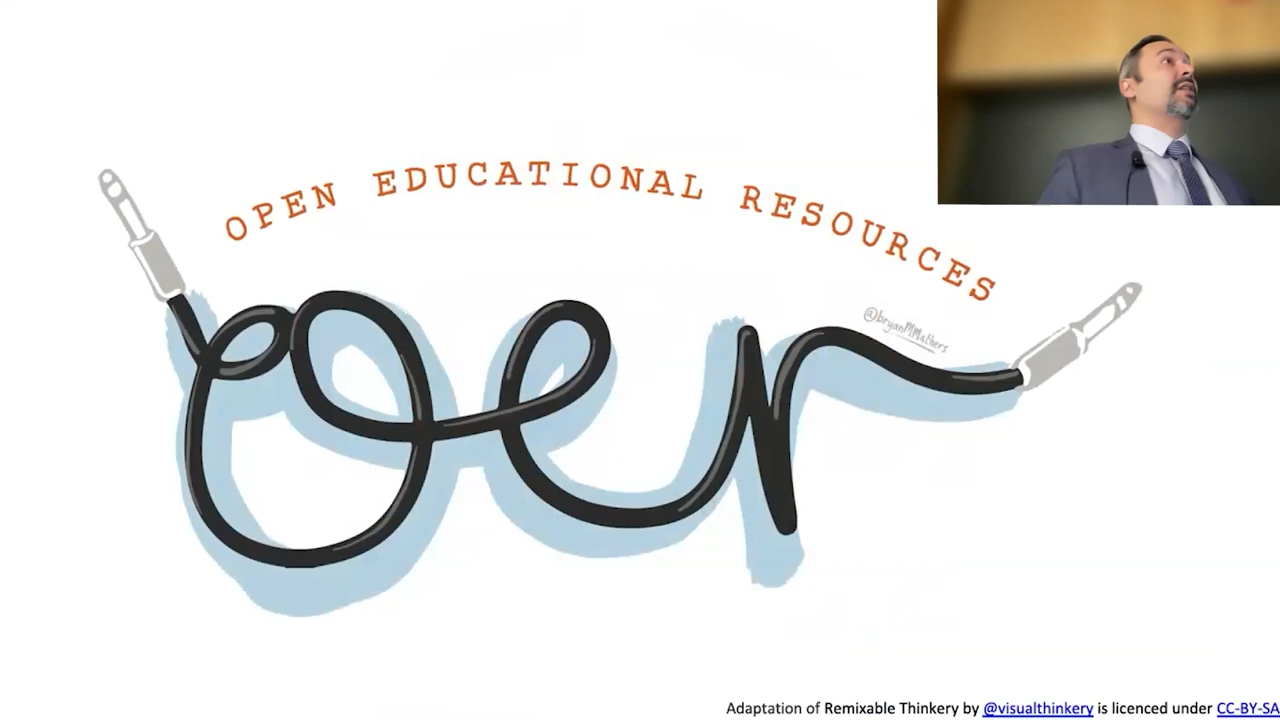 OPEN EDUCATIONAL RESOURCES
@bryanMMathers
oer
Adaptation of Remixable Thinkery by @visualthinkery is licenced under CC-BY-SA